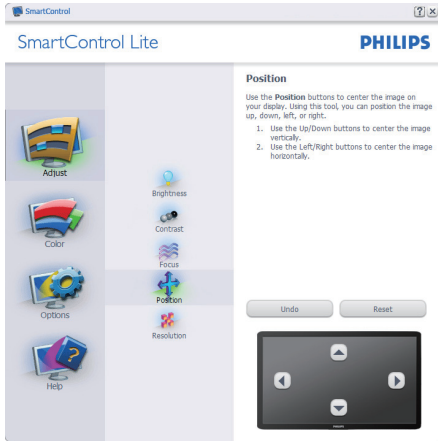 SmartControl
SmartControl Lite
PHILIPS
Adjust
Color
Options
Help
Brightness
Contrast
Focus
Position
Resolution
Position
Use the Position buttons to center the image on
your display. Using this tool, you can position the image
up, down, left, or right.
1. Use the Up/Down buttons to center the image
vertically.
2. Use the Left/Right buttons to center the image
horizontally.
Undo
Reset
PHILIPS